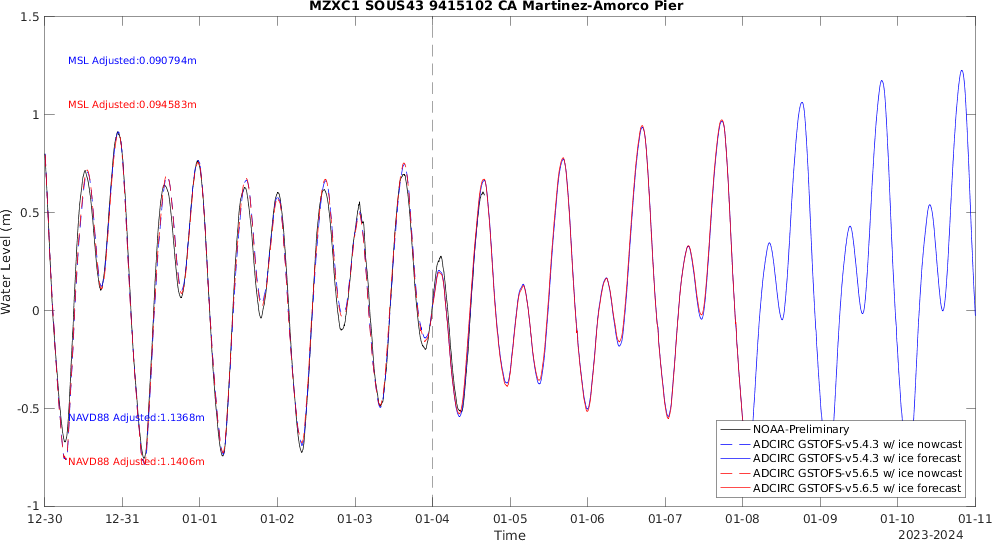 MZXC1 SOUS43 9415102 CA Martinez-Amorco Pier
1.5
1
0.5
0
-0.5
-1
Water Level (m)
MSL Adjusted:0.090794m
MSL Adjusted:0.094583m
NAVD88 Adjusted:1.1368m
NAVD88 Adjusted:1.1406m
NOAA-Preliminary
ADCIRC GSTOFS-v5.4.3 w/ ice nowcast
ADCIRC GSTOFS-v5.4.3 w/ ice forecast
ADCIRC GSTOFS-v5.6.5 w/ ice nowcast
ADCIRC GSTOFS-v5.6.5 w/ ice forecast
12-30 12-31 01-01 01-02 01-03 01-04 01-05 01-06 01-07 01-08 01-09 01-10 01-11
Time
2023-2024